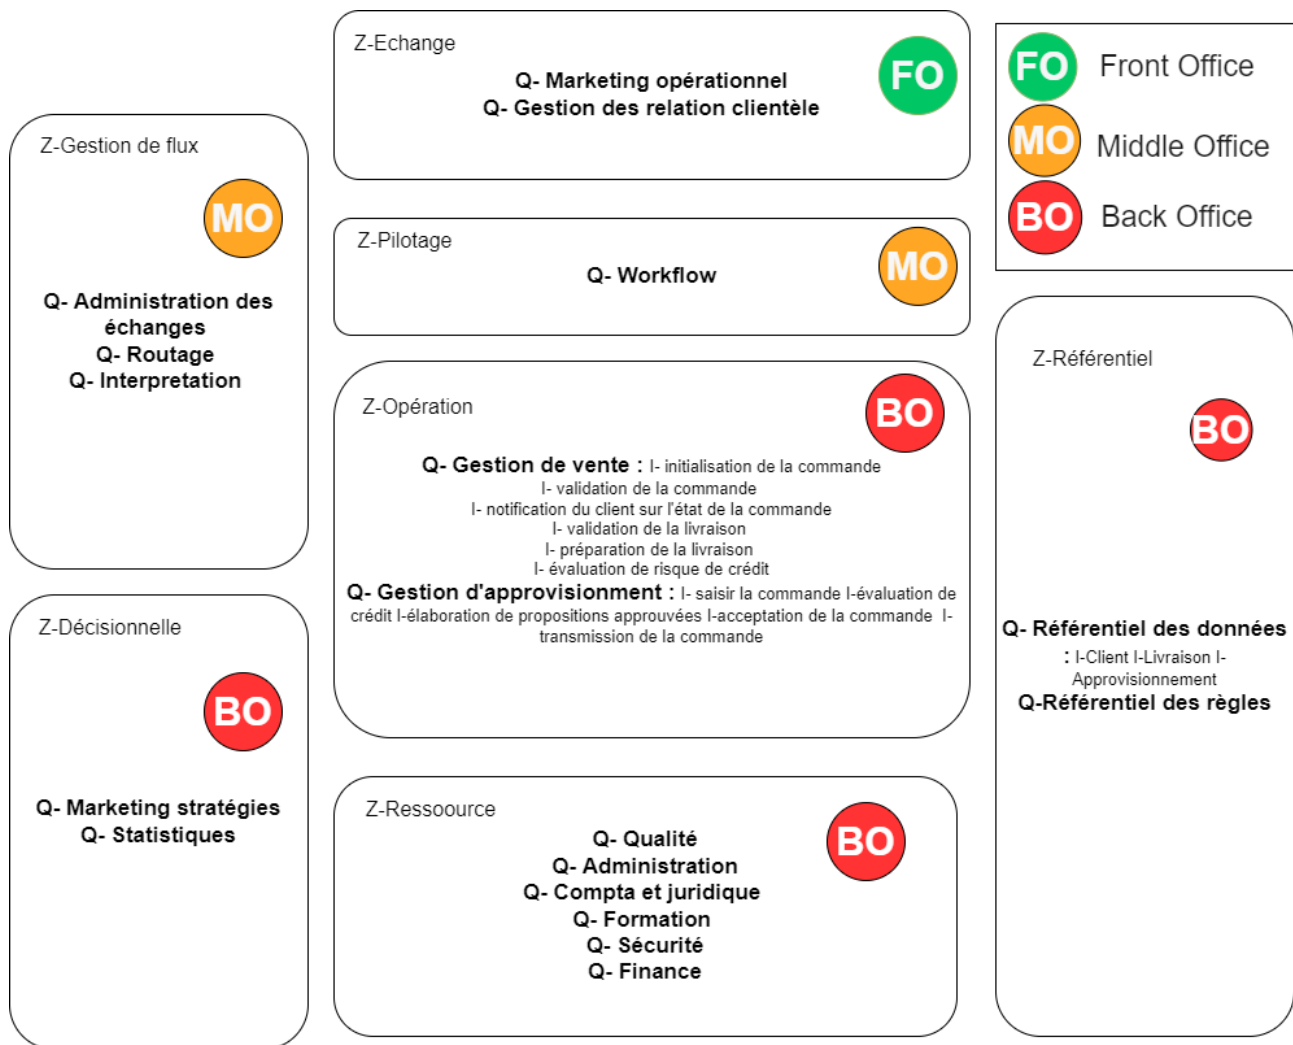 Z-Echange
FO
Q- Marketing opérationnel
Q- Gestion des relation clientèle
FO Front Office
MO Middle Office
BO Back Office
Z-Gestion de flux
MO
Q- Administration des
échanges
Q- Routage
Q- Interpretation
Z-Pilotage
MO
Q- Workflow
Z-Opération
BO
Q- Gestion de vente : I- initialisation de la commande
I- validation de la commande
I- notification du client sur l'état de la commande
I- validation de la livraison
I- préparation de la livraison
I- évaluation de risque de crédit
Q- Gestion d'approvisionment : I- saisir la commande I-évaluation de
crédit I-élaboration de propositions approuvées I-acceptation de la commande I-
transmission de la commande
Z-Référentiel
BO
Q- Référentiel des données
: I-Client I-Livraison I-
Approvisionnement
Q-Référentiel des règles
Z-Décisionnelle
BO
Q- Marketing stratégies
Q- Statistiques
Z-Ressoource
BO
Q- Qualité
Q- Administration
Q- Compta et juridique
Q- Formation
Q- Sécurité
Q- Finance